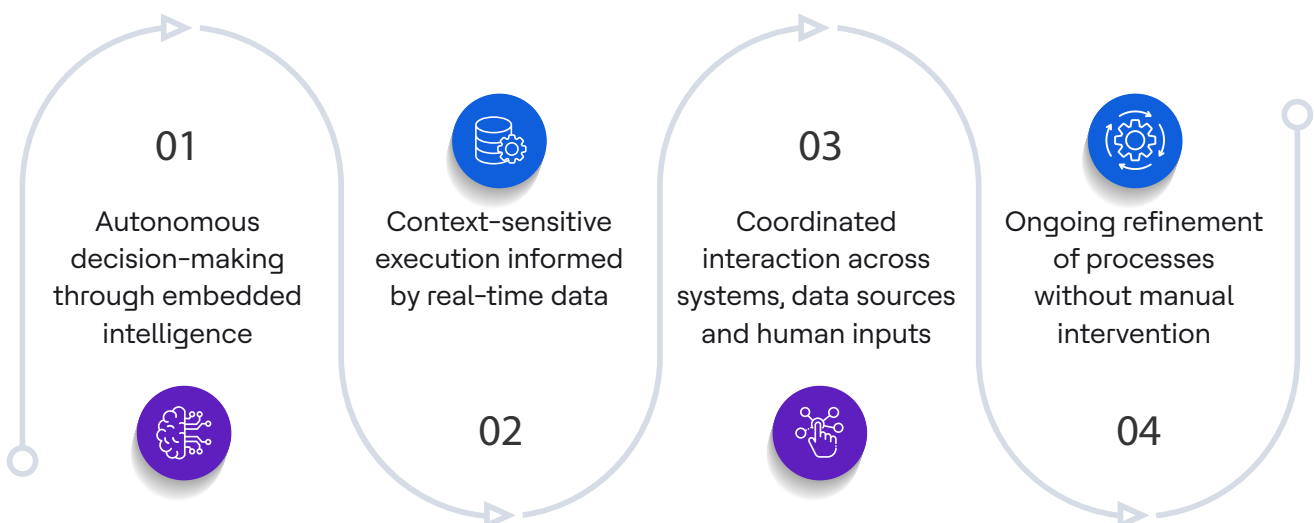 01
Autonomous
decision-making
through embedded
intelligence
Context-sensitive
execution informed
by real-time data
02
03
Coordinated
interaction across
systems, data sources
and human inputs
Ongoing refinement
of processes
without manual
intervention
04